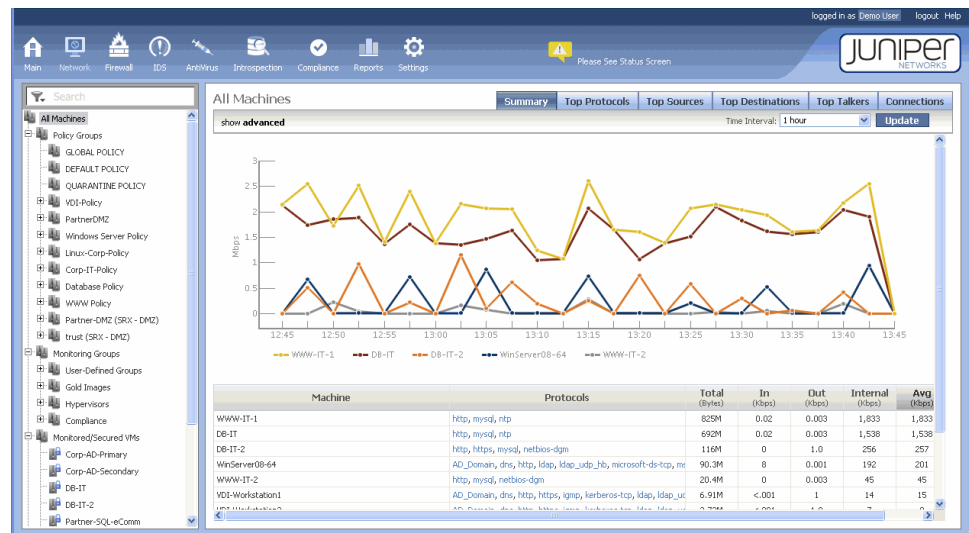 logged in as Demo User logout Help
Main Network Firewall IDS AntiVirus Introspection Compliance Reports Settings
Please See Status Screen
JUNIPER
NETWORKS
Search
All Machines
Policy Groups
GLOBAL POLICY
DEFAULT POLICY
QUARANTINE POLICY
VDI-Policy
PartnerDMZ
Windows Server Policy
Linux-Corp-Policy
Corp-IT-Policy
Database Policy
WWW Policy
Partner-DMZ (SRX - DMZ)
trust (SRX - DMZ)
Monitoring Groups
User-Defined Groups
Gold Images
Hypervisors
Compliance
Monitored/Secured VMs
Corp-AD-Primary
Corp-AD-Secondary
DB-IT
DB-IT-2
Partner-SQL-eComm
All Machines
Summary Top Protocols Top Sources Top Destinations Top Talkers Connections
show advanced Time Interval: 1 hour Update
3
2.5
2
1.5
1
0.5
0
Mbps
12:45 12:50 12:55 13:00 13:05 13:10 13:15 13:20 13:25 13:30 13:35 13:40 13:45
WWW-IT-1 DB-IT DB-IT-2 WinServer08-64 WWW-IT-2
Machine Protocols Total (Bytes) In (Kbps) Out (Kbps) Internal (Kbps) Avg (Kbps)
WWW-IT-1 http, mysql, ntp 825M 0.02 0.003 1,833 1,833
DB-IT http, mysql, ntp 692M 0.02 0.003 1,538 1,538
DB-IT-2 http, https, mysql, netbios-dgm 116M 0 1.0 256 257
WinServer08-64 AD_Domain, dns, http, ldap, ldap_udp_hb, microsoft-ds-tcp, 90.3M 8 0.001 192 201
WWW-IT-2 http, mysql, netbios-dgm 20.4M 0 0.003 45 45
VDI-Workstation1 AD_Domain, dns, http, https, igmp, kerberos-tcp, ldap, 6.91M <.001 1 14 15